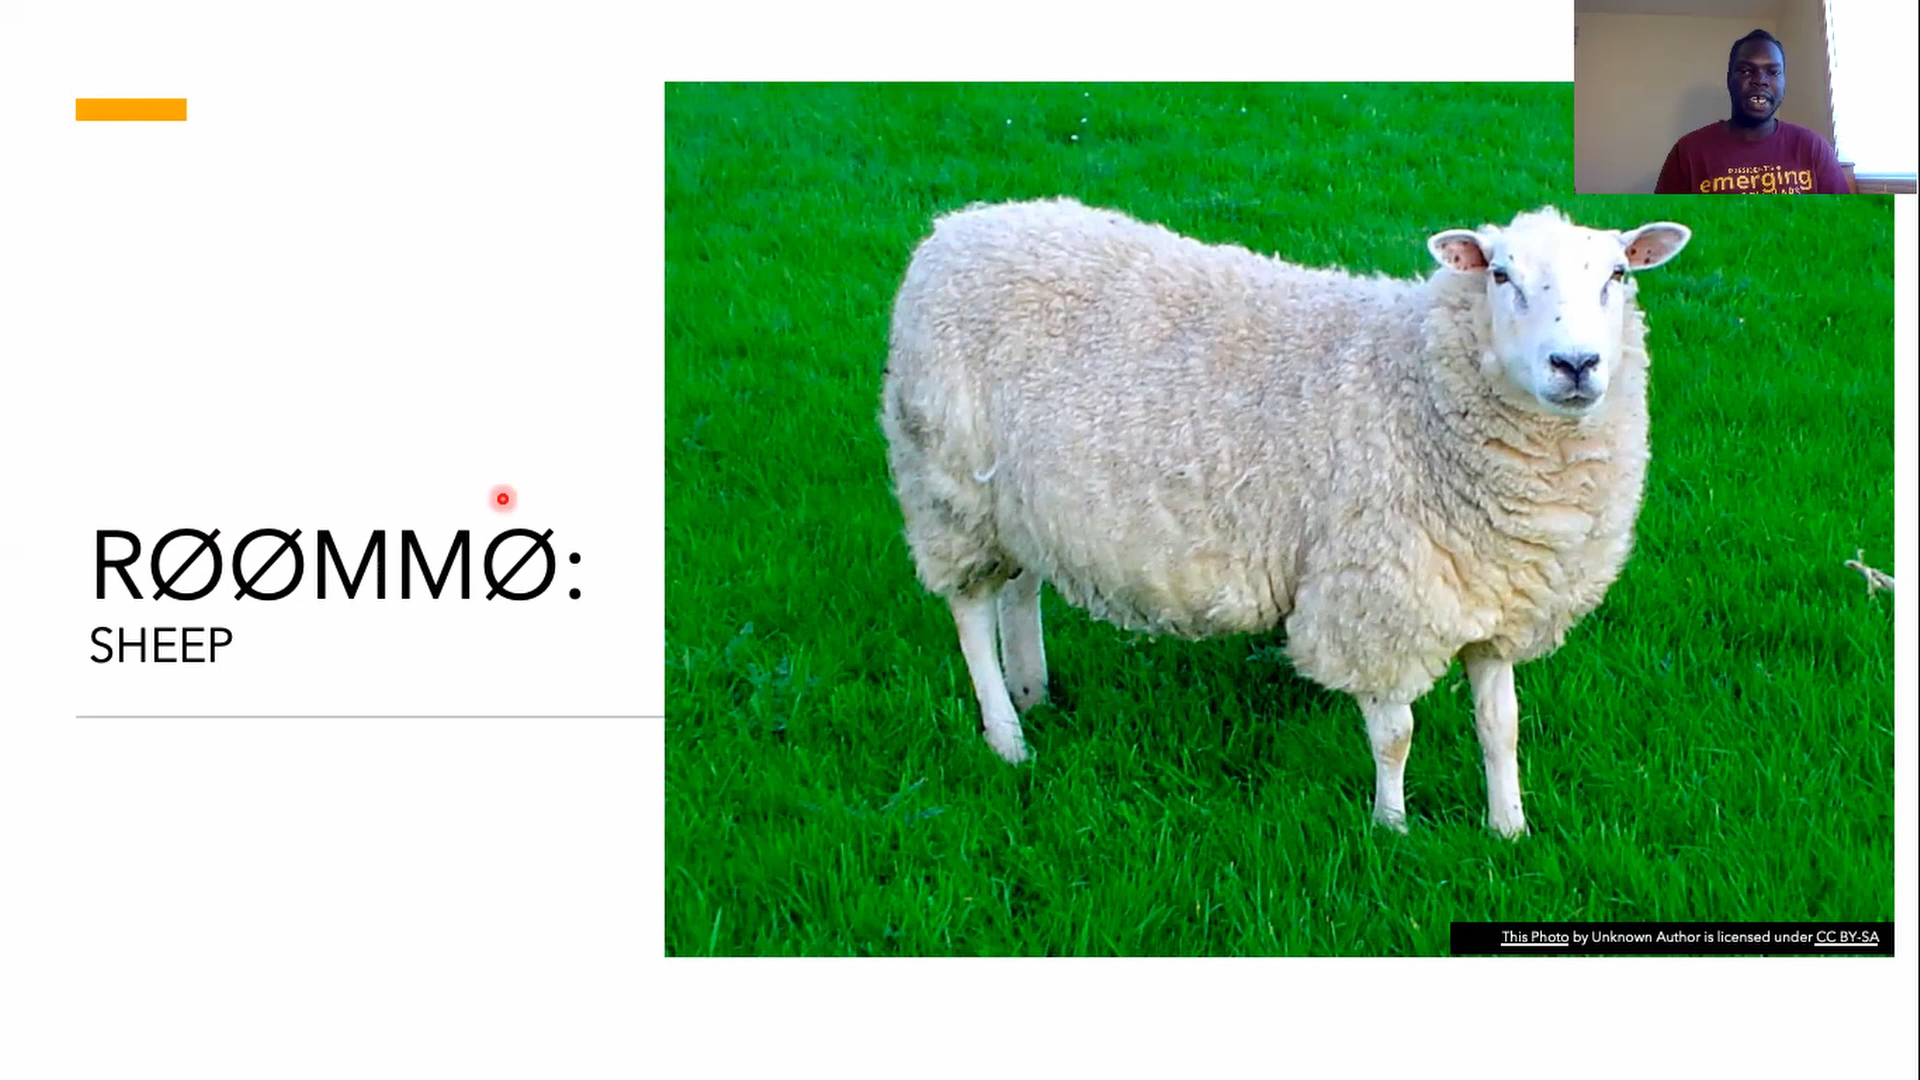 emerging
RØØMMØ:
SHEEP
This Photo by Unknown Author is licensed under CC BY-SA